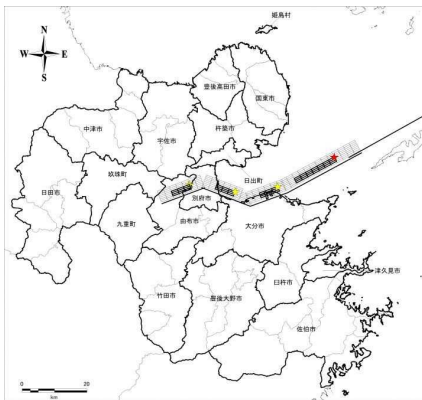 姫島村
N
W E
S
豊後高田市
国東市
中津市
宇佐市
杵築市
玖珠町
日出町
日田市
別府市
九重町
由布市
大分市
津久見市
臼杵市
竹田市
豊後大野市
佐伯市
0 20
km